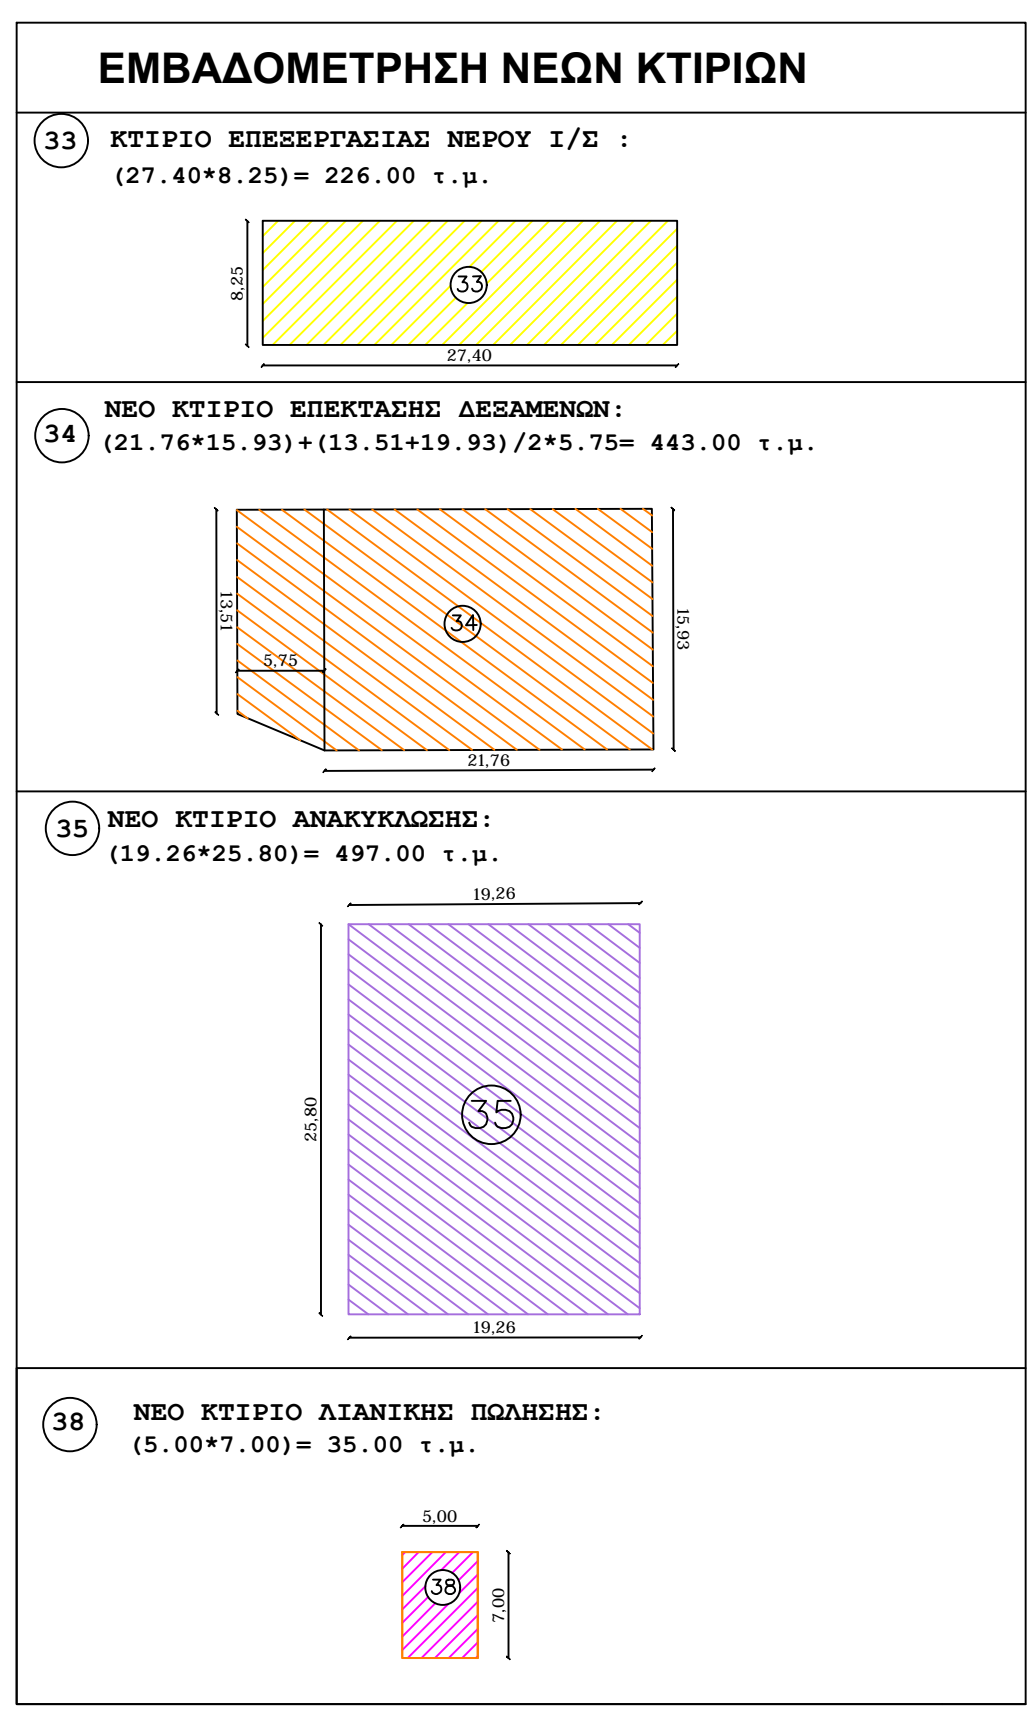 ΕΜΒΑΔΟΜΕΤΡΗΣΗ ΝΕΩΝ ΚΤΙΡΙΩΝ
33
ΚΤΙΡΙΟ ΕΠΕΞΕΡΓΑΣΙΑΣ ΝΕΡΟΥ Ι/Σ :
(27.40*8.25)= 226.00 τ.μ.
8,25
33
27,40
34
ΝΕΟ ΚΤΙΡΙΟ ΕΠΕΚΤΑΣΗΣ ΔΕΞΑΜΕΝΩΝ:
(21.76*15.93)+(13.51+19.93)/2*5.75= 443.00 τ.μ.
13,51
34
15,93
5,75
21,76
35
ΝΕΟ ΚΤΙΡΙΟ ΑΝΑΚΥΚΛΩΣΗΣ:
(19.26*25.80)= 497.00 τ.μ.
19,26
25,80
35
19,26
38
ΝΕΟ ΚΤΙΡΙΟ ΛΙΑΝΙΚΗΣ ΠΩΛΗΣΗΣ:
(5.00*7.00)= 35.00 τ.μ.
5,00
38
7,00